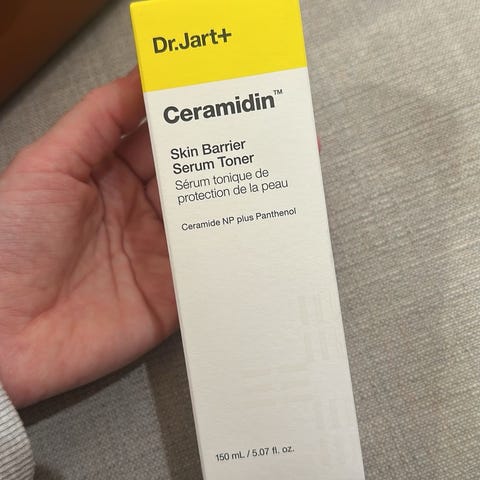 Dr.Jart+
Ceramidin™
Skin Barrier
Serum Toner
Sérum tonique de
protection de la peau
Ceramide NP plus Panthenol
150 mL / 5.07 fl. oz.